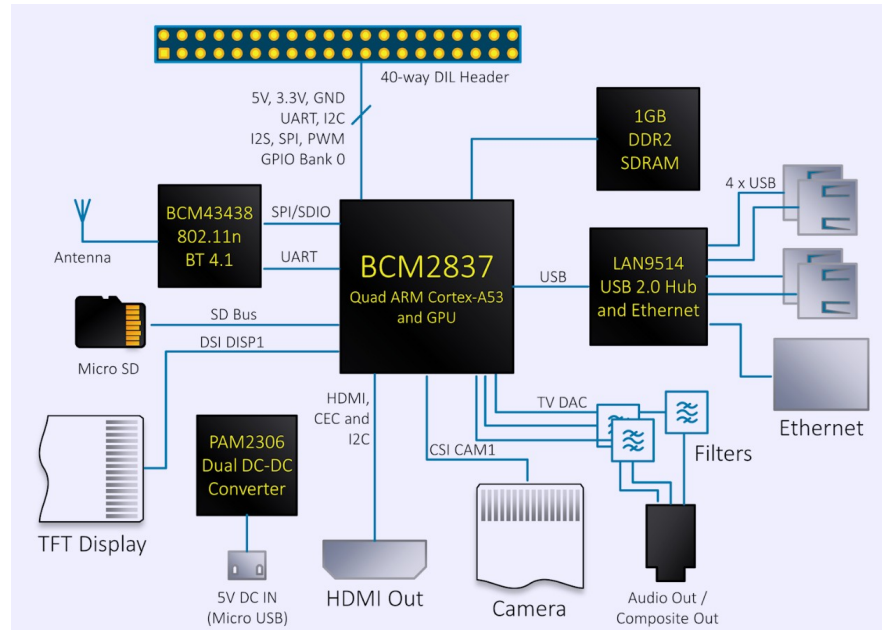 40-way DIL Header
5V, 3.3V, GND
UART, I2C
I2S, SPI, PWM
GPIO Bank 0
1GB
DDR2
SDRAM
4 x USB
BCM43438
802.11n
BT 4.1
SPI/SDIO
UART
Antenna
BCM2837
Quad ARM Cortex-A53
and GPU
USB
LAN9514
USB 2.0 Hub
and Ethernet
SD Bus
Micro SD
DSI DISP1
HDMI,
CEC and
I2C
TV DAC
CSI CAM1
Filters
Ethernet
PAM2306
Dual DC-DC
Converter
TFT Display
5V DC IN
(Micro USB)
HDMI Out
Camera
Audio Out /
Composite Out